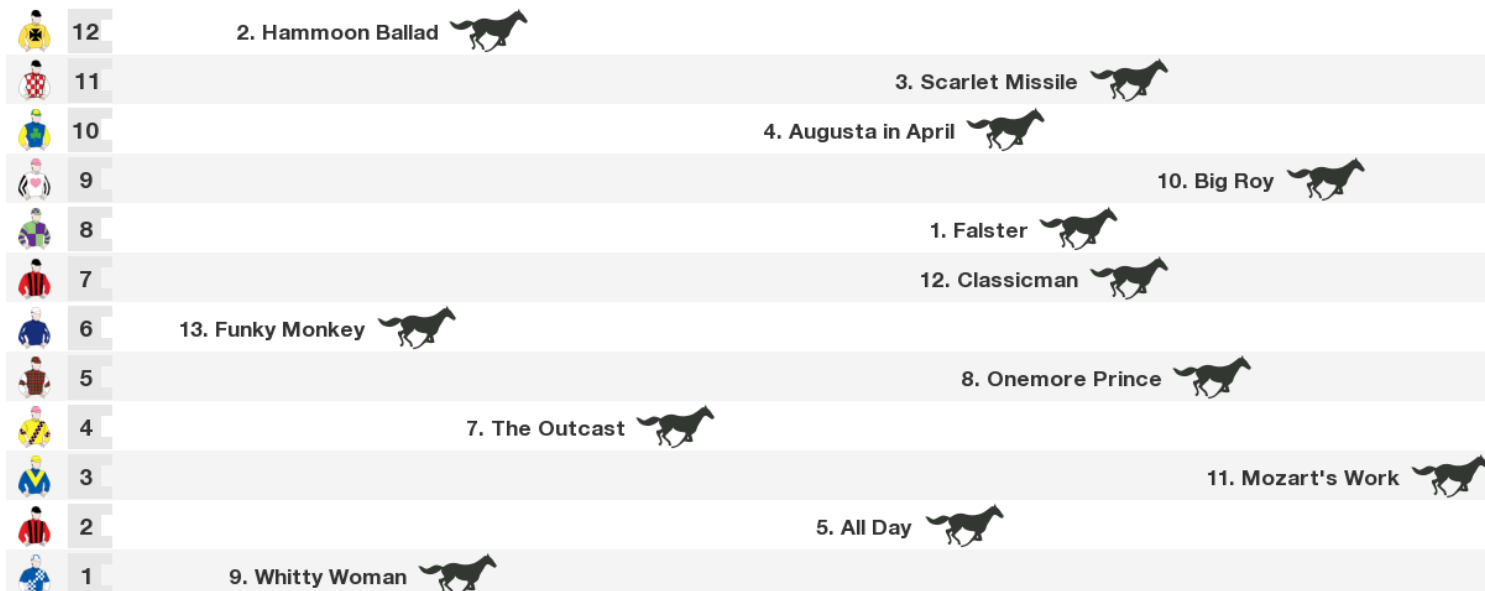 12 2. Hammoon Ballad
11 3. Scarlet Missile
10 4. Augusta in April
9 10. Big Roy
8 1. Falster
7 12. Classicman
6 13. Funky Monkey
5 8. Onemore Prince
4 7. The Outcast
3 11. Mozart's Work
2 5. All Day
1 9. Whitty Woman